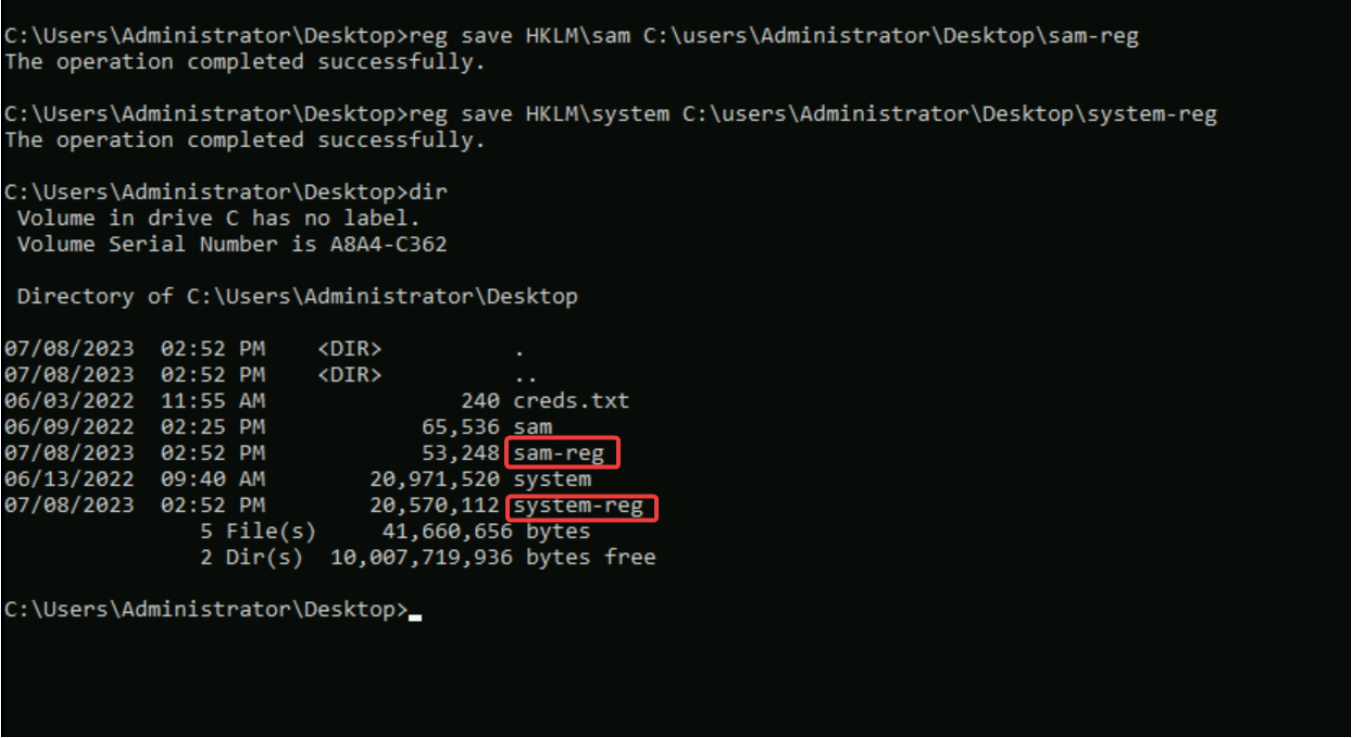 C:\Users\Administrator\Desktop>reg save HKLM\sam C:\users\Administrator\Desktop\sam-reg
The operation completed successfully.
C:\Users\Administrator\Desktop>reg save HKLM\system C:\users\Administrator\Desktop\system-reg
The operation completed successfully.
C:\Users\Administrator\Desktop>dir
Volume in drive C has no label.
Volume Serial Number is A8A4-C362
Directory of C:\Users\Administrator\Desktop
07/08/2023 02:52 PM <DIR> .
07/08/2023 02:52 PM <DIR> ..
06/03/2022 11:55 AM 240 creds.txt
06/09/2022 02:25 PM 65,536 sam
07/08/2023 02:52 PM 53,248 sam-reg
06/13/2022 09:40 AM 20,971,520 system
07/08/2023 02:52 PM 20,570,112 system-reg
5 File(s) 41,660,656 bytes
2 Dir(s) 10,007,719,936 bytes free
C:\Users\Administrator\Desktop>